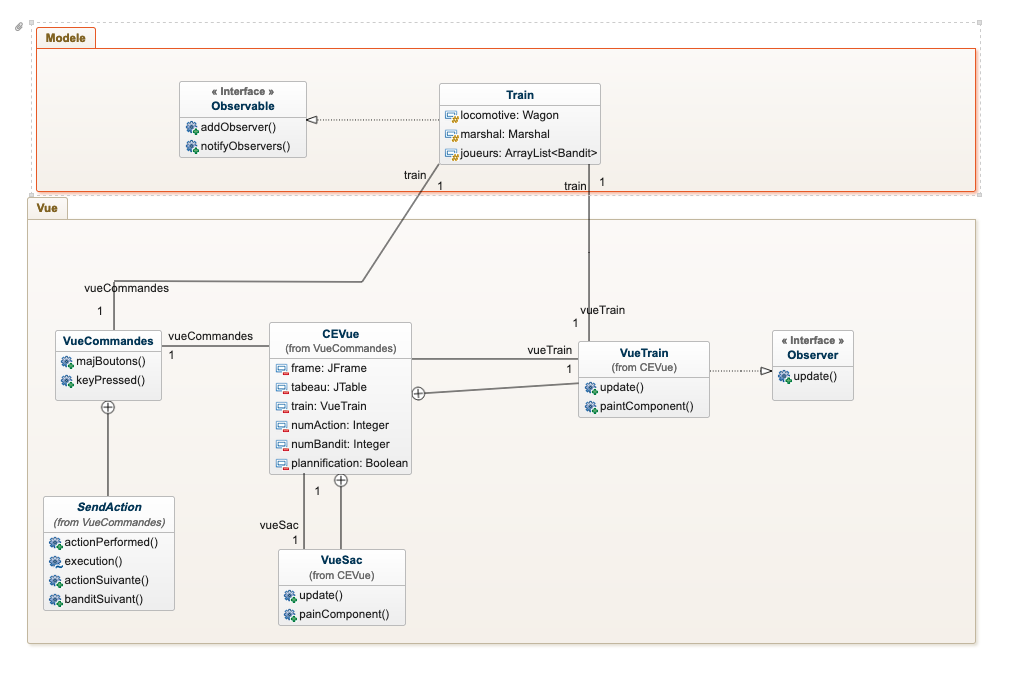 Modele
« Interface »
Observable
addObserver()
notifyObservers()
Train
locomotive: Wagon
marshal: Marshal
joueurs: ArrayList<Bandit>
train
1
train
1
Vue
vueCommandes
1
vueTrain
1
VueCommandes
majBoutons()
keyPressed()
vueCommandes
1
CEVue
(from VueCommandes)
frame: JFrame
tabeau: JTable
train: VueTrain
numAction: Integer
numBandit: Integer
plannification: Boolean
vueTrain
1
VueTrain
(from CEVue)
update()
paintComponent()
« Interface »
Observer
update()
SendAction
(from VueCommandes)
actionPerformed()
execution()
actionSuivante()
banditSuivant()
1
vueSac
1
VueSac
(from CEVue)
update()
painComponent()